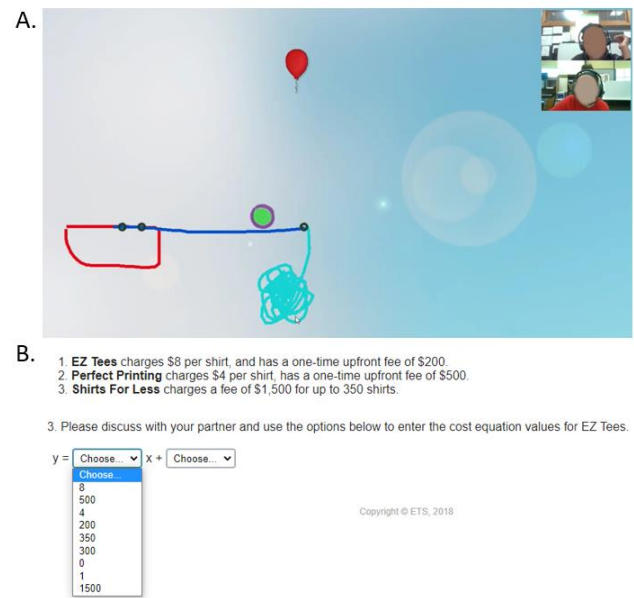 A.
B.
1. EZ Tees charges $8 per shirt, and has a one-time upfront fee of $200.
2. Perfect Printing charges $4 per shirt, has a one-time upfront fee of $500.
3. Shirts For Less charges a fee of $1,500 for up to 350 shirts.
3. Please discuss with your partner and use the options below to enter the cost equation values for EZ Tees.
y = Choose... x + Choose...
Choose...
8
500
4
200
350
300
0
1
1500
Copyright © ETS, 2018